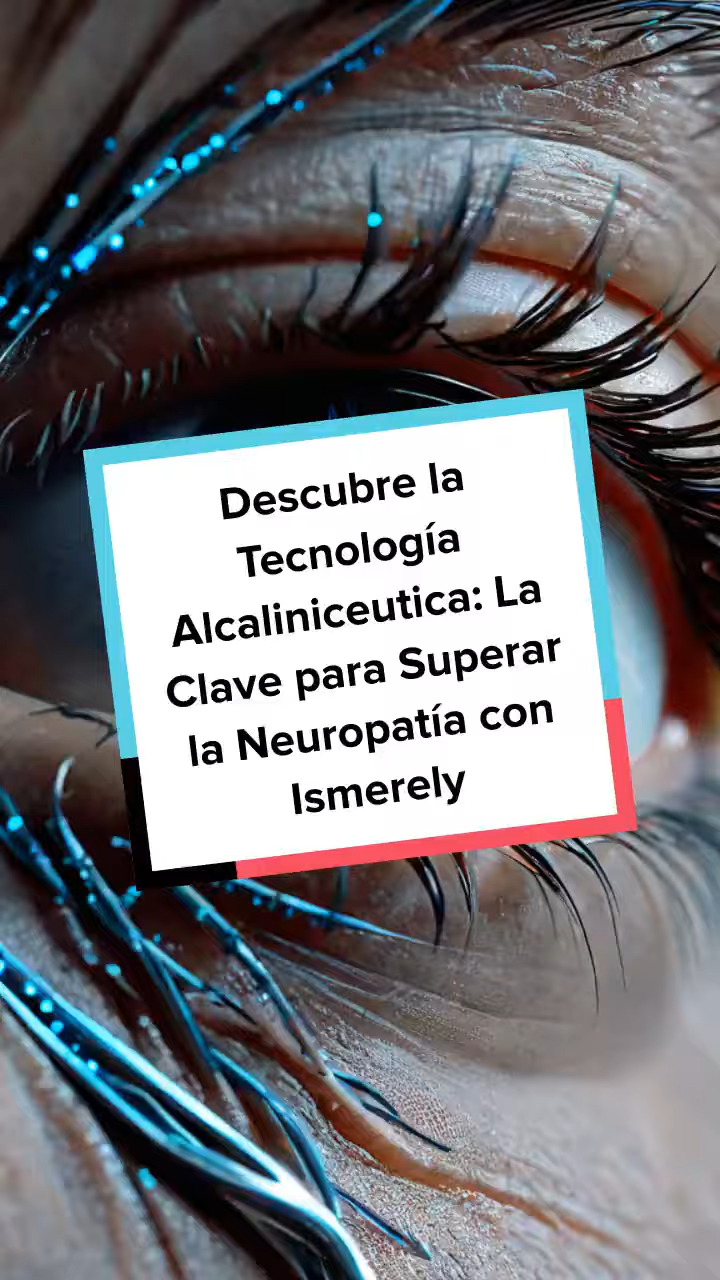 Descubre la
Tecnología
Alcaliniceutica: La
Clave para Superar
la Neuropatía con
Ismerely